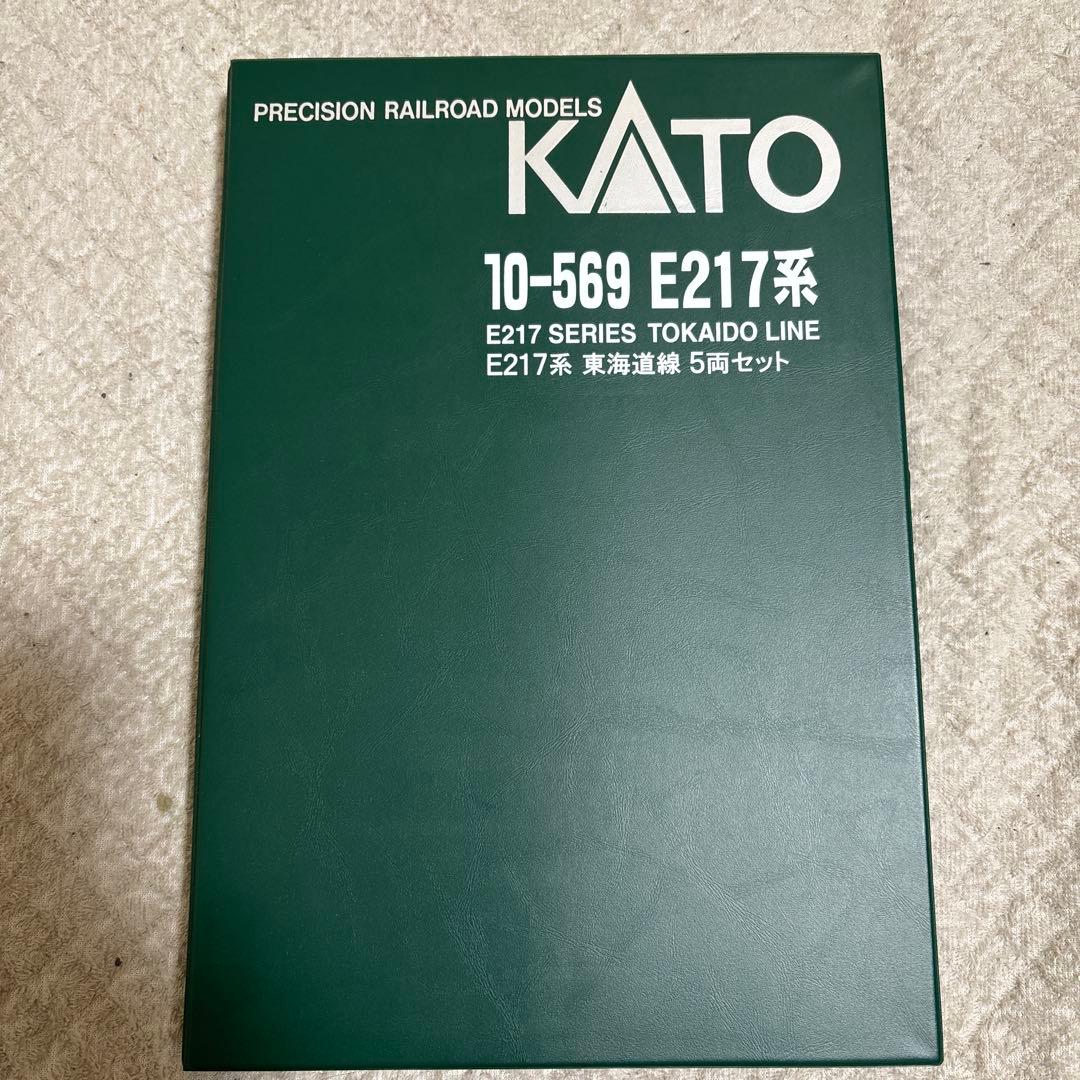 PRECISION RAILROAD MODELS
KATO
10-569 E217系
E217 SERIES TOKAIDO LINE
E217系 東海道線 5両セット